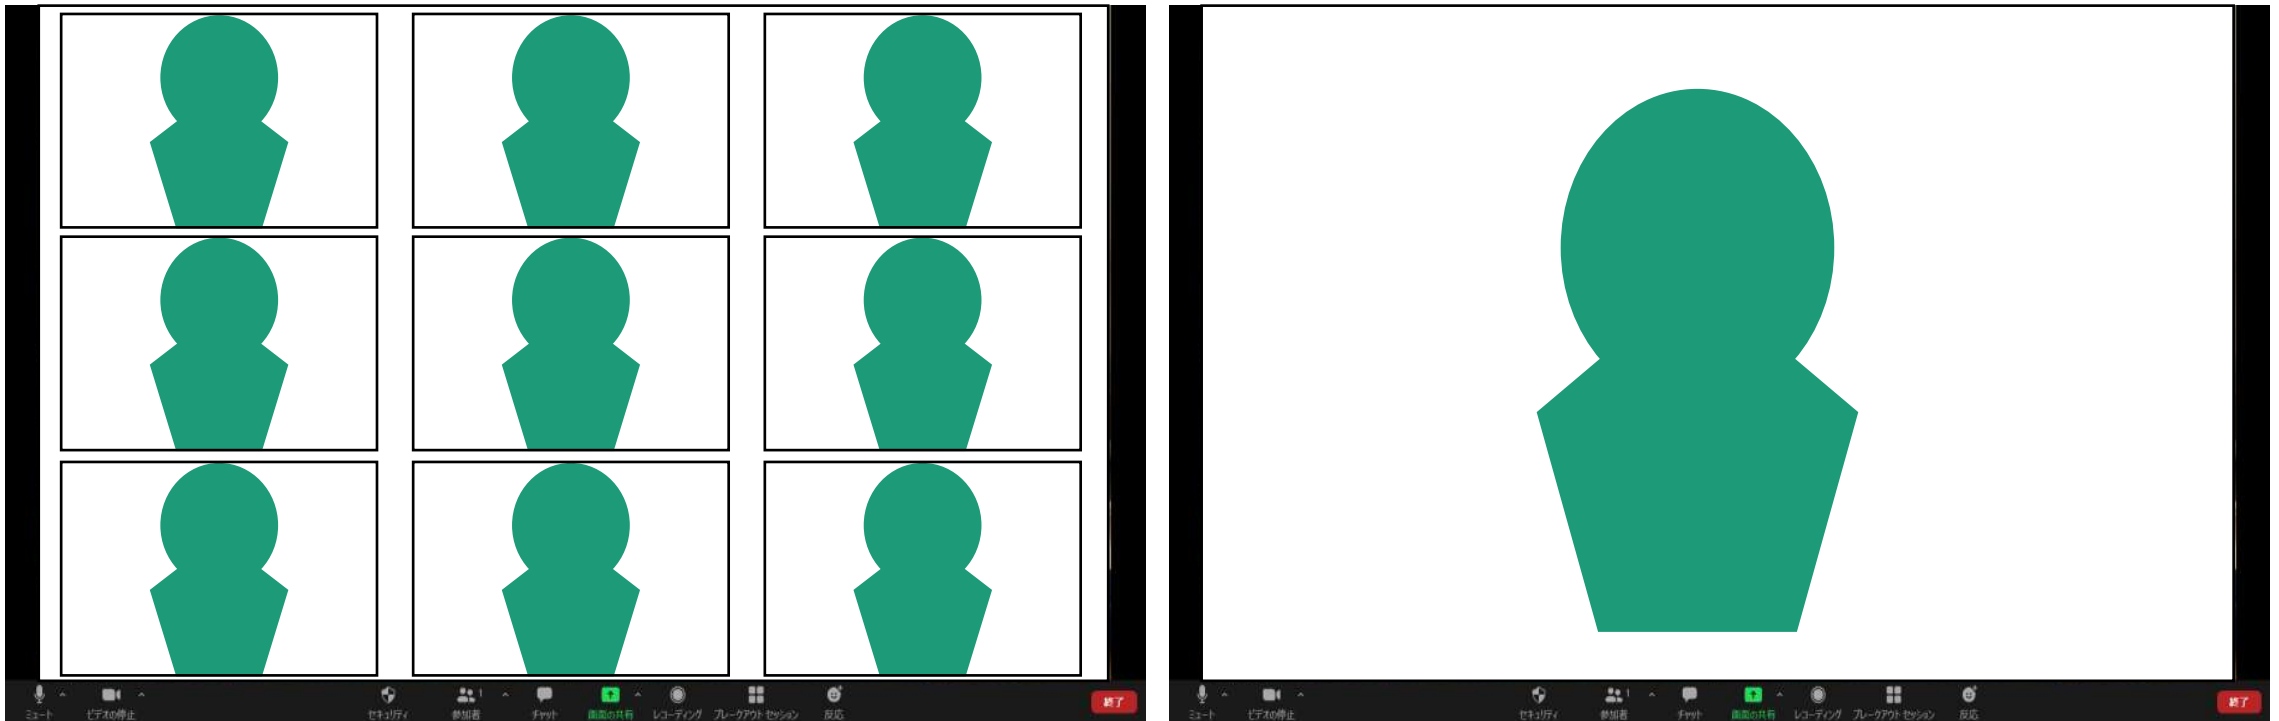 1
ミュート ビデオの停止 セキュリティ 参加者 チャット 画面の共有 レコーディング ブレークアウト セッション 反応 終了
1
ミュート ビデオの停止 セキュリティ 参加者 チャット 画面の共有 レコーディング ブレークアウト セッション 反応 終了